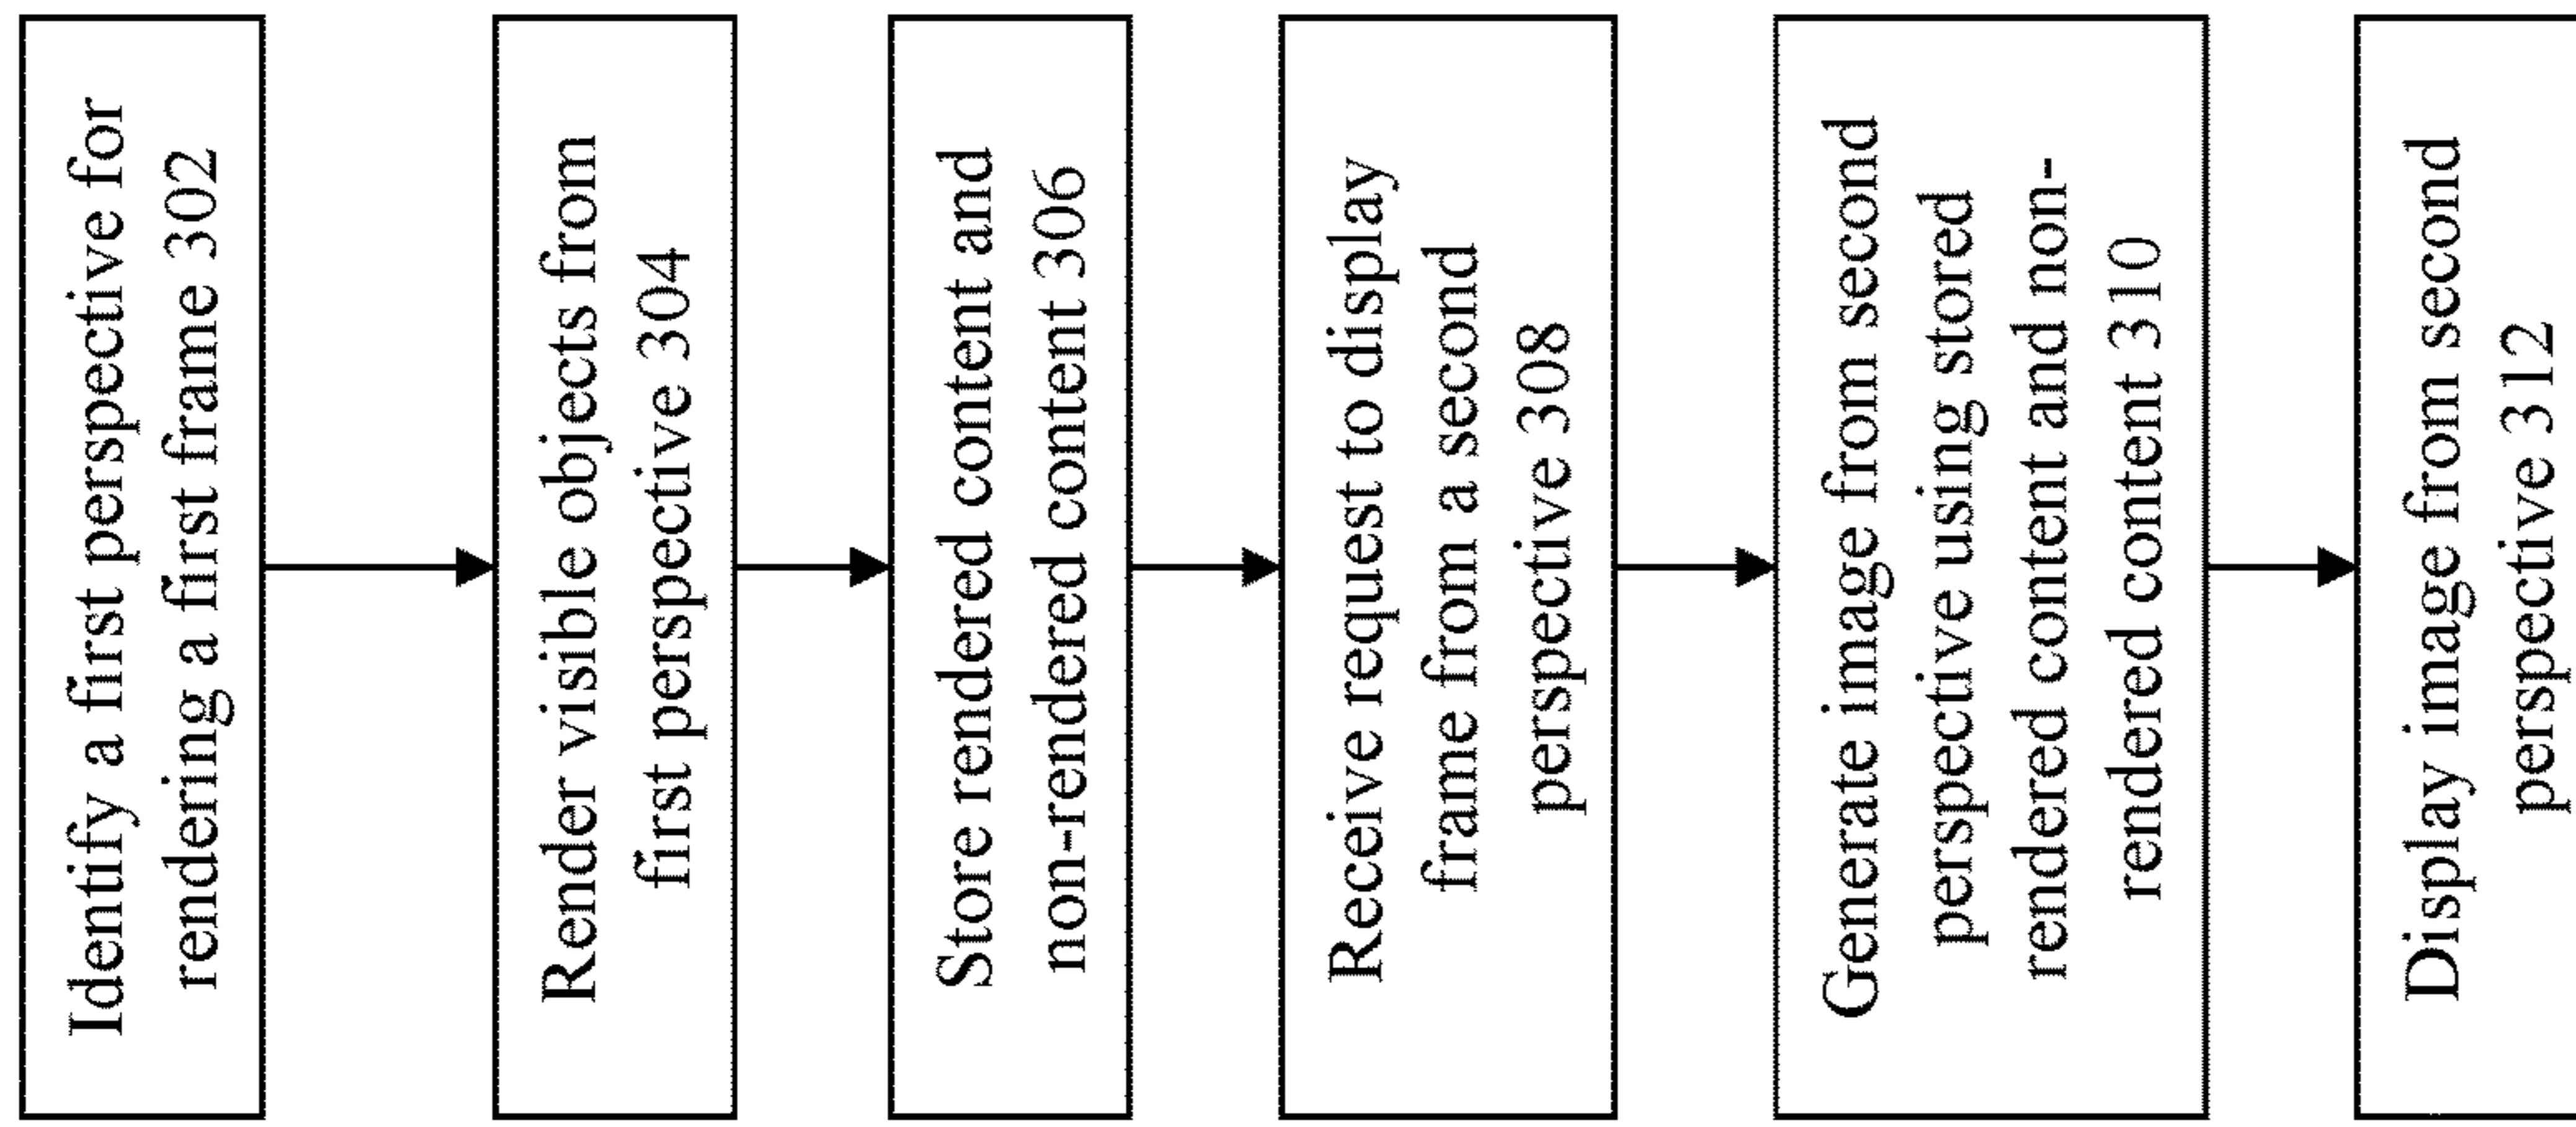 Identify a first perspective for
rendering a first frame 302
Render visible objects from
first perspective 304
Store rendered content and
non-rendered content 306
Receive request to display
frame from a second
perspective 308
Generate image from second
perspective using stored
rendered content and non-
rendered content 310
Display image from second
perspective 312